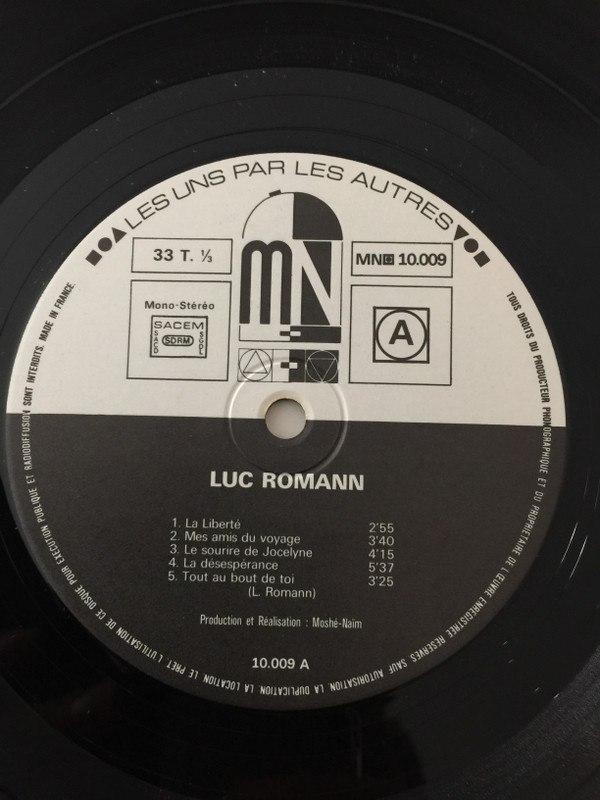 LES UNS PAR LES AUTRES
33 T. ⅓
MN 10.009
MN
Mono-Stéréo
SACEM
SACD SDRM SGDL
A
LUC ROMANN
1. La Liberté 2'55
2. Mes amis du voyage 3'40
3. Le sourire de Jocelyne 4'15
4. La désespérance 5'37
5. Tout au bout de toi 3'25
(L. Romann)
Production et Réalisation : Moshé-Naïm
10.009 A
TOUS DROITS DU PRODUCTEUR PHONOGRAPHIQUE ET DU PROPRIETAIRE DE L'ŒUVRE ENREGISTREE RESERVES SAUF AUTORISATION, LA DUPLICATION, LA LOCATION, LE PRET, L'UTILISATION DE CE DISQUE POUR EXECUTION PUBLIQUE ET RADIODIFFUSION SONT INTERDITS. MADE IN FRANCE.